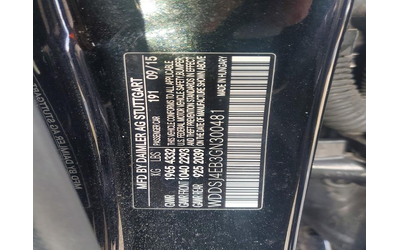 MFD BY DAIMLER AG STUTTGART
PASSENGER CAR 191 09/15
KG LBS
GVWR 1965 4332
GAWR FRONT 1040 2293
GAWR REAR 925 2039
THIS VEHICLE CONFORMS TO ALL APPLICABLE
U.S. FEDERAL MOTOR VEHICLE SAFETY, BUMPER,
AND THEFT PREVENTION STANDARDS IN EFFECT
ON THE DATE OF MANUFACTURE SHOWN ABOVE.
WDDSJ4EB3GN300481
MADE IN HUNGARY